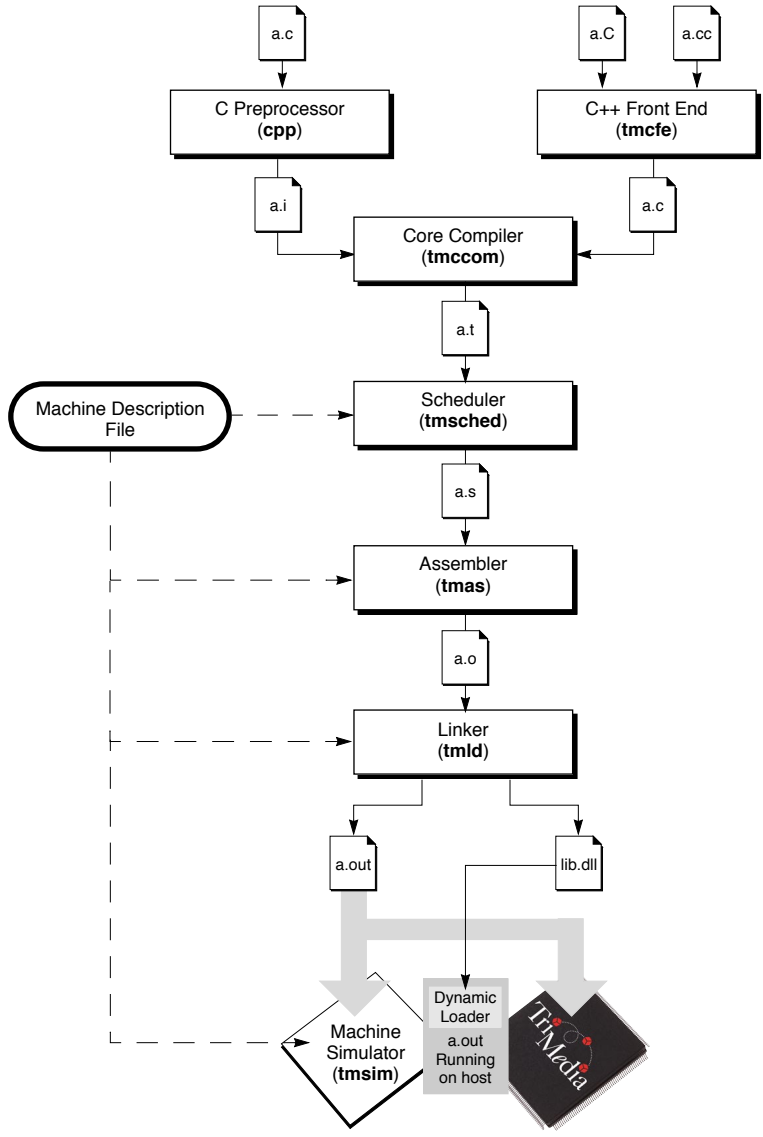 a.c
a.C
a.cc
C Preprocessor
(cpp)
C++ Front End
(tmcfe)
a.i
a.c
Core Compiler
(tmccom)
a.t
Machine Description
File
Scheduler
(tmsched)
a.s
Assembler
(tmas)
a.o
Linker
(tmld)
a.out
lib.dll
Machine
Simulator
(tmsim)
Dynamic
Loader
a.out
Running
on host
TriMedia